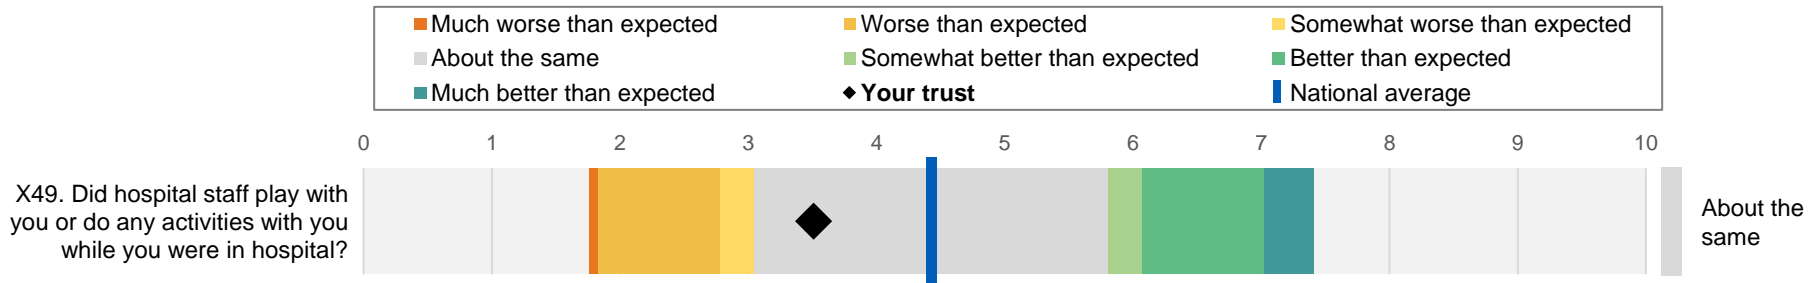 Much worse than expected
Worse than expected
Somewhat worse than expected
About the same
Somewhat better than expected
Better than expected
Much better than expected
Your trust
National average
0 1 2 3 4 5 6 7 8 9 10
X49. Did hospital staff play with
you or do any activities with you
while you were in hospital?
About the
same